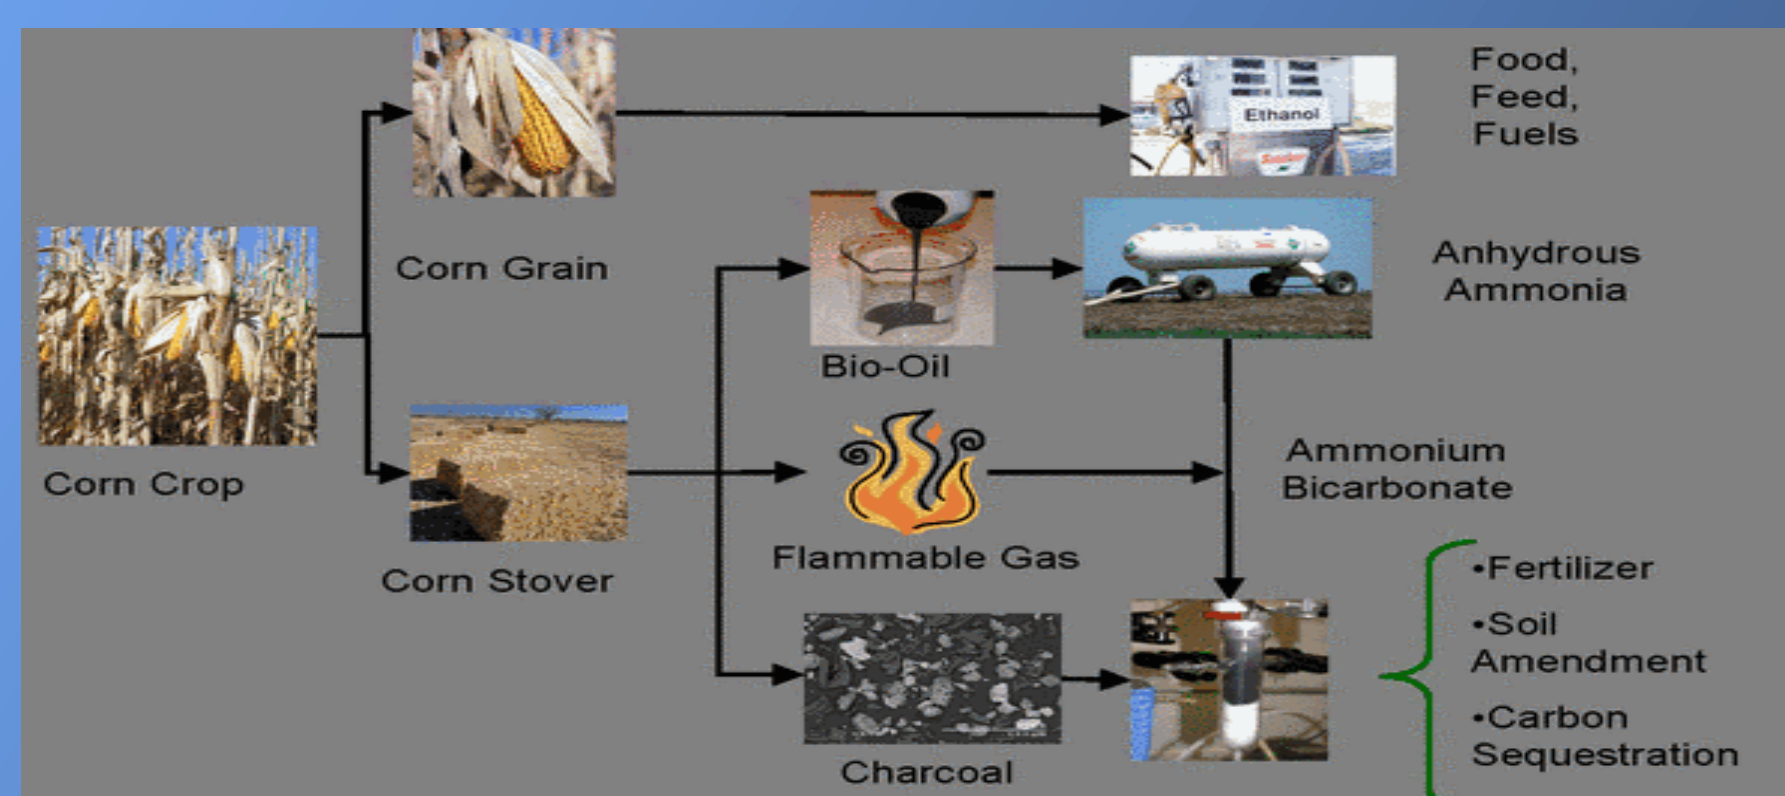 Food,
Feed,
Fuels
Ethanol
Corn Grain
Anhydrous
Ammonia
Bio-Oil
Corn Crop
Ammonium
Bicarbonate
Flammable Gas
Corn Stover
•Fertilizer
•Soil
Amendment
•Carbon
Sequestration
Charcoal